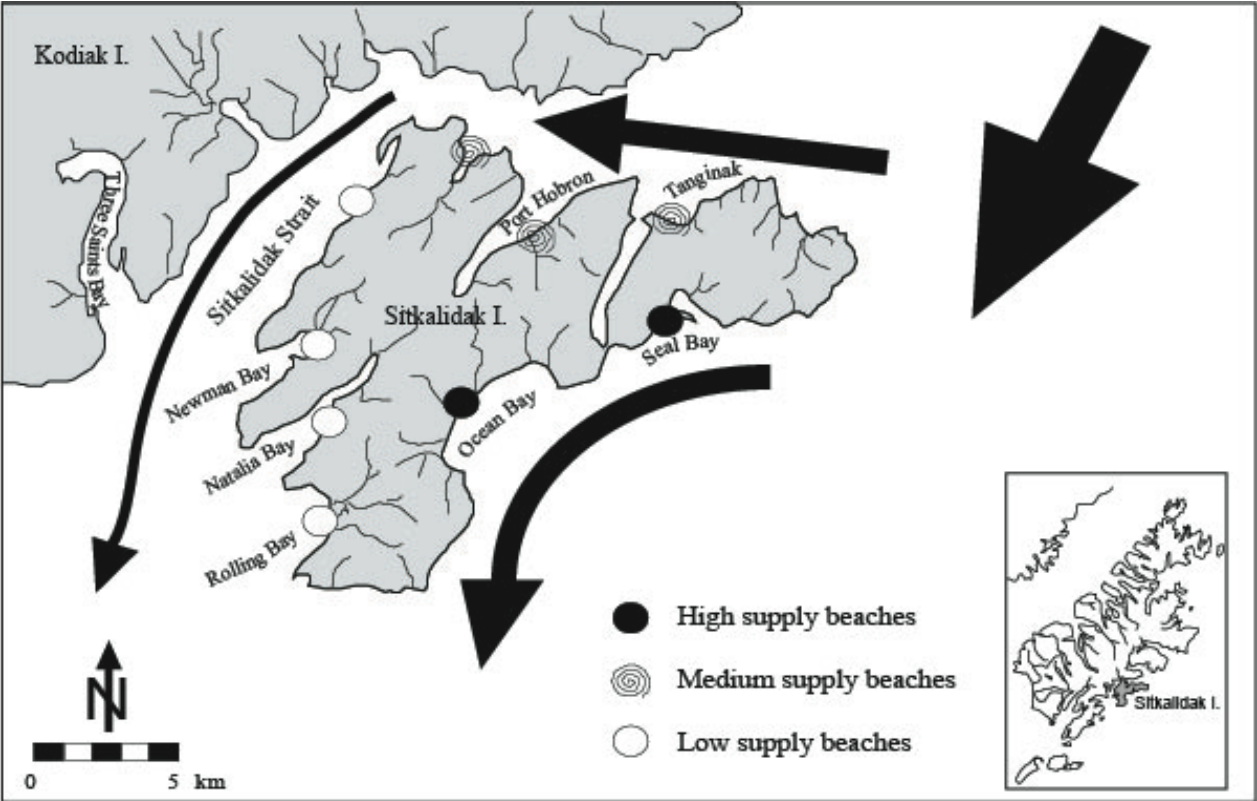 Kodiak I.
Three Saints Bay
Sitkalidak Strait
Port Hobron
Tanginak
Sitkalidak I.
Seal Bay
Newman Bay
Ocean Bay
Natalia Bay
Rolling Bay
High supply beaches
Medium supply beaches
Low supply beaches
Sitkalidak I.
N
0 5 km